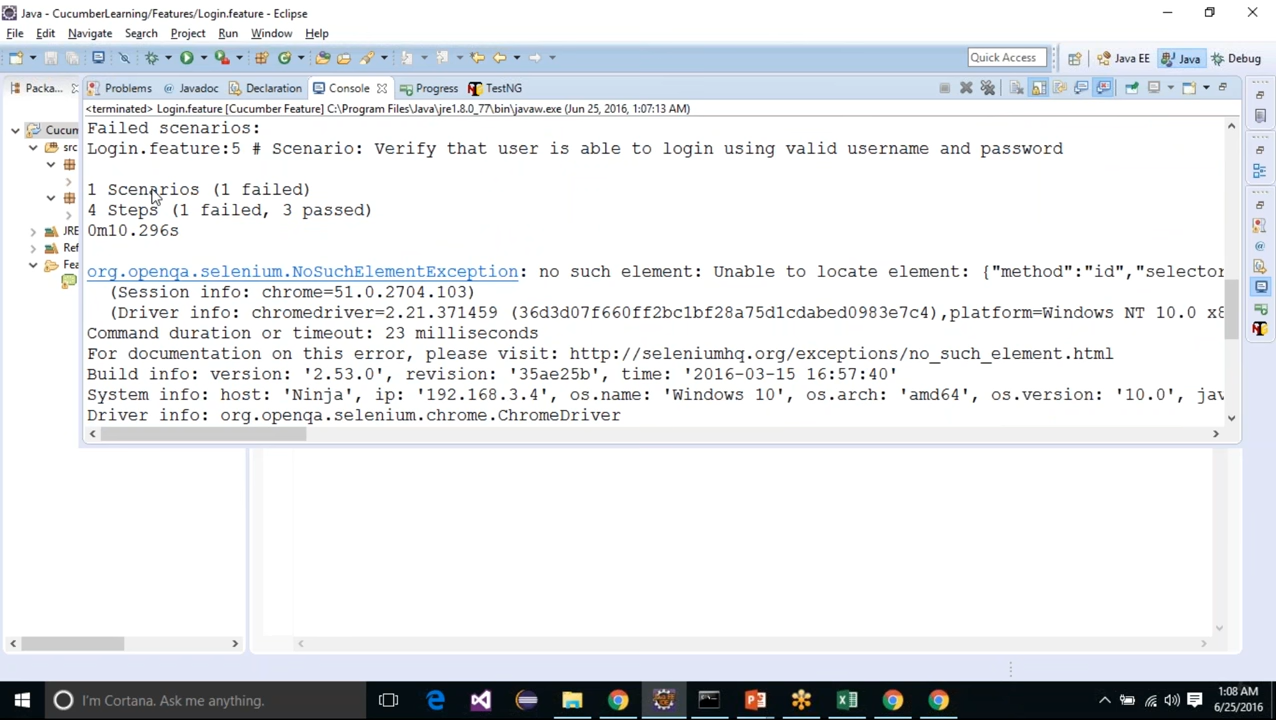 Java - CucumberLearning/Features/Login.feature - Eclipse
File Edit Navigate Search Project Run Window Help
Quick Access Java EE Java Debug
Packa... Problems @ Javadoc Declaration Console Progress TestNG
<terminated> Login.feature [Cucumber Feature] C:\Program Files\Java\jre1.8.0_77\bin\javaw.exe (Jun 25, 2016, 1:07:13 AM)
Cucum
src
JRE
Ref
Fea
Failed scenarios:
Login.feature:5 # Scenario: Verify that user is able to login using valid username and password
1 Scenarios (1 failed)
4 Steps (1 failed, 3 passed)
0m10.296s
org.openqa.selenium.NoSuchElementException: no such element: Unable to locate element: {"method":"id","selector
(Session info: chrome=51.0.2704.103)
(Driver info: chromedriver=2.21.371459 (36d3d07f660ff2bc1bf28a75d1cdabed0983e7c4),platform=Windows NT 10.0 x8
Command duration or timeout: 23 milliseconds
For documentation on this error, please visit: http://seleniumhq.org/exceptions/no_such_element.html
Build info: version: '2.53.0', revision: '35ae25b', time: '2016-03-15 16:57:40'
System info: host: 'Ninja', ip: '192.168.3.4', os.name: 'Windows 10', os.arch: 'amd64', os.version: '10.0', jav
Driver info: org.openqa.selenium.chrome.ChromeDriver
I'm Cortana. Ask me anything.
1:08 AM
6/25/2016